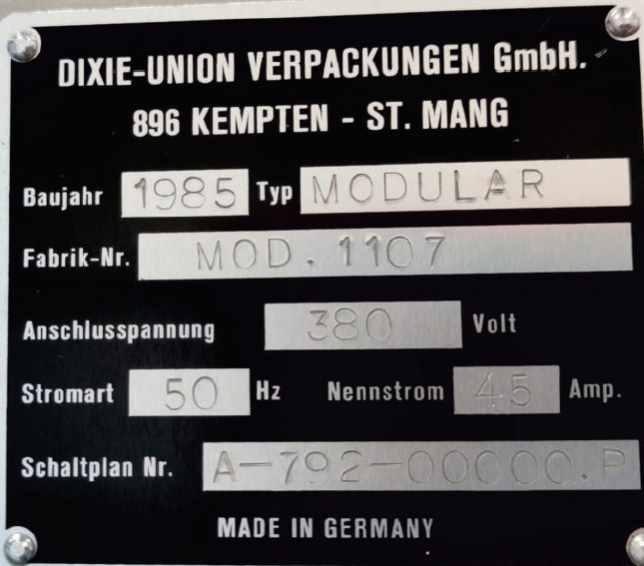 DIXIE-UNION VERPACKUNGEN GmbH.
896 KEMPTEN - ST. MANG
Baujahr 1985 Typ MODULAR
Fabrik-Nr. MOD. 1107
Anschlusspannung 380 Volt
Stromart 50 Hz Nennstrom 45 Amp.
Schaltplan Nr. A-792-00000.P
MADE IN GERMANY